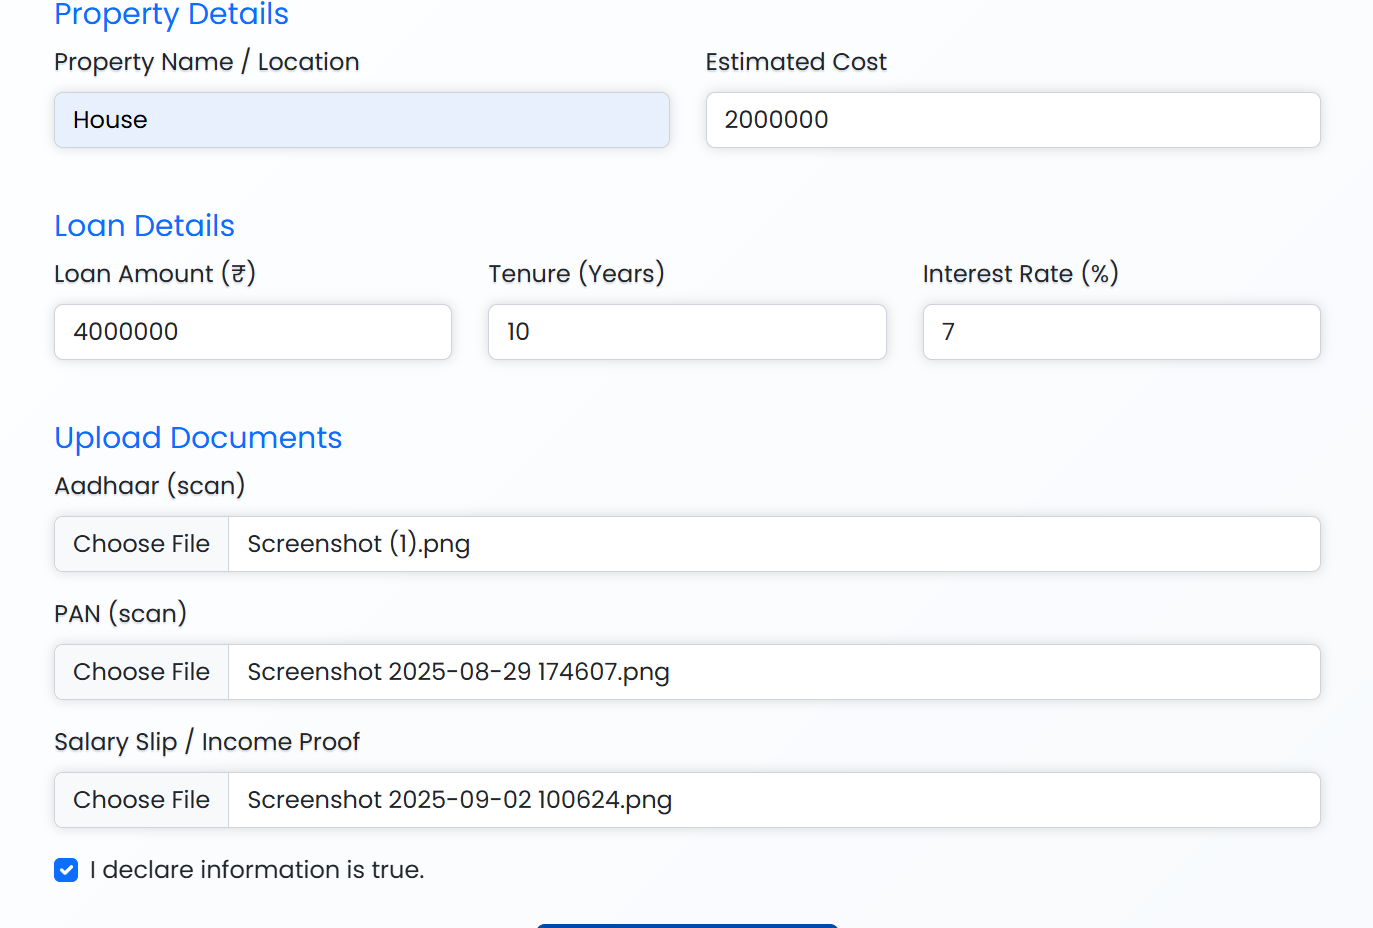 Property Details
Property Name / Location
Estimated Cost
House
2000000
Loan Details
Loan Amount (₹)
Tenure (Years)
Interest Rate (%)
4000000
10
7
Upload Documents
Aadhaar (scan)
Choose File Screenshot (1).png
PAN (scan)
Choose File Screenshot 2025-08-29 174607.png
Salary Slip / Income Proof
Choose File Screenshot 2025-09-02 100624.png
I declare information is true.